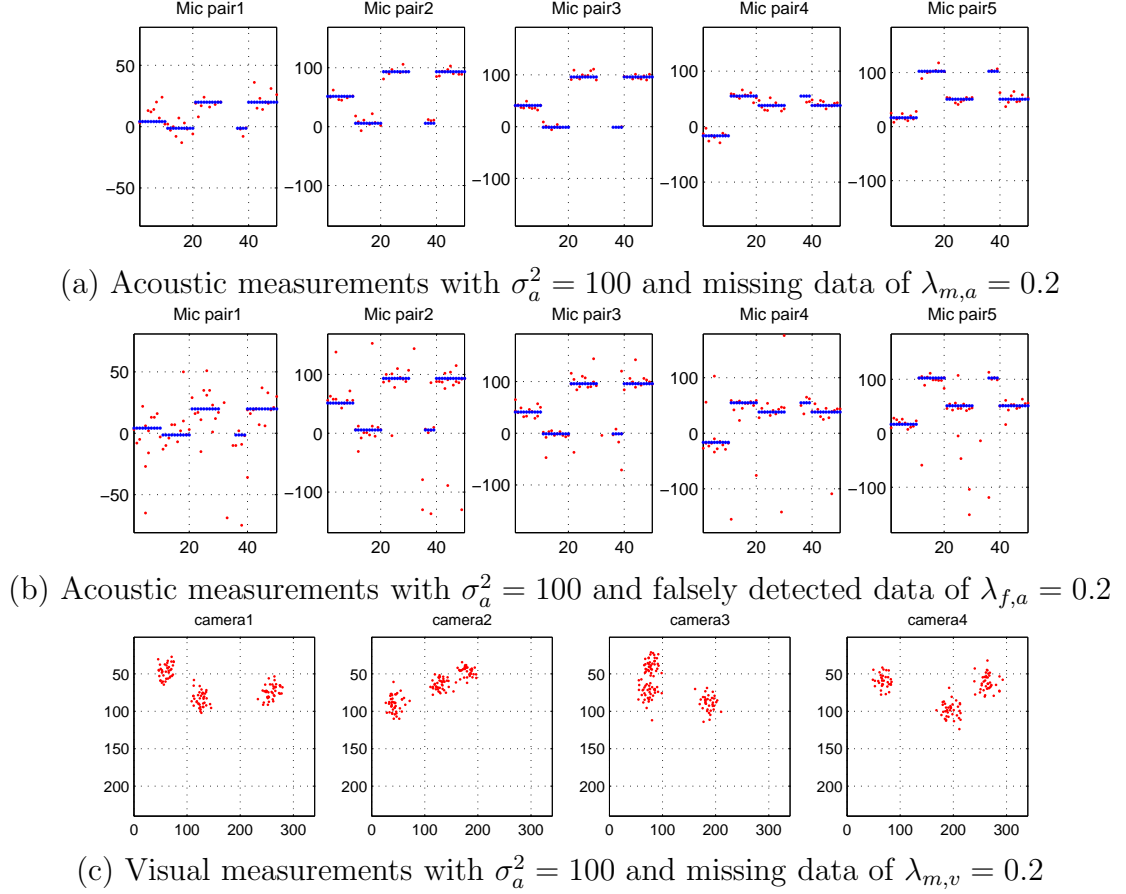 Mic pair1 Mic pair2 Mic pair3 Mic pair4 Mic pair5
50 100 100 100 100
0 0 0 0 0
−50 −100 −100 −100 −100
20 40 20 40 20 40 20 40 20 40
(a) Acoustic measurements with σ_a^2 = 100 and missing data of λ_{m,a} = 0.2
Mic pair1 Mic pair2 Mic pair3 Mic pair4 Mic pair5
50 100 100 100 100
0 0 0 0 0
−50 −100 −100 −100 −100
20 40 20 40 20 40 20 40 20 40
(b) Acoustic measurements with σ_a^2 = 100 and falsely detected data of λ_{f,a} = 0.2
camera1 camera2 camera3 camera4
50 50 50 50
100 100 100 100
150 150 150 150
200 200 200 200
0 100 200 300 0 100 200 300 0 100 200 300 0 100 200 300
(c) Visual measurements with σ_a^2 = 100 and missing data of λ_{m,v} = 0.2